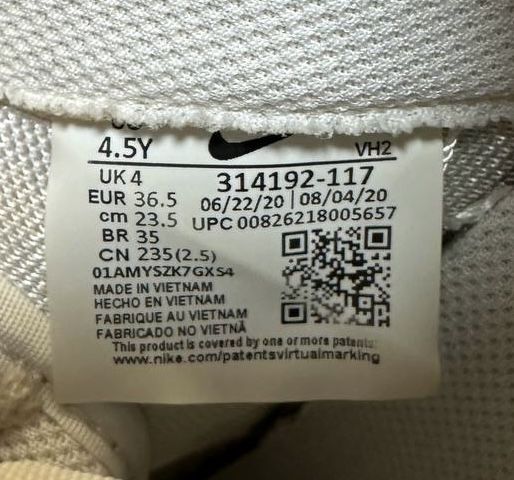 4.5Y VH2
UK 4 314192-117
EUR 36.5 06/22/20 | 08/04/20
cm 23.5 UPC 00826218005657
BR 35
CN 235(2.5)
01AMYSZK7GXS4
MADE IN VIETNAM
HECHO EN VIETNAM
FABRIQUE AU VIETNAM
FABRICADO NO VIETNÃ
This product is covered by one or more patents
www.nike.com/patentsvirtualmarking